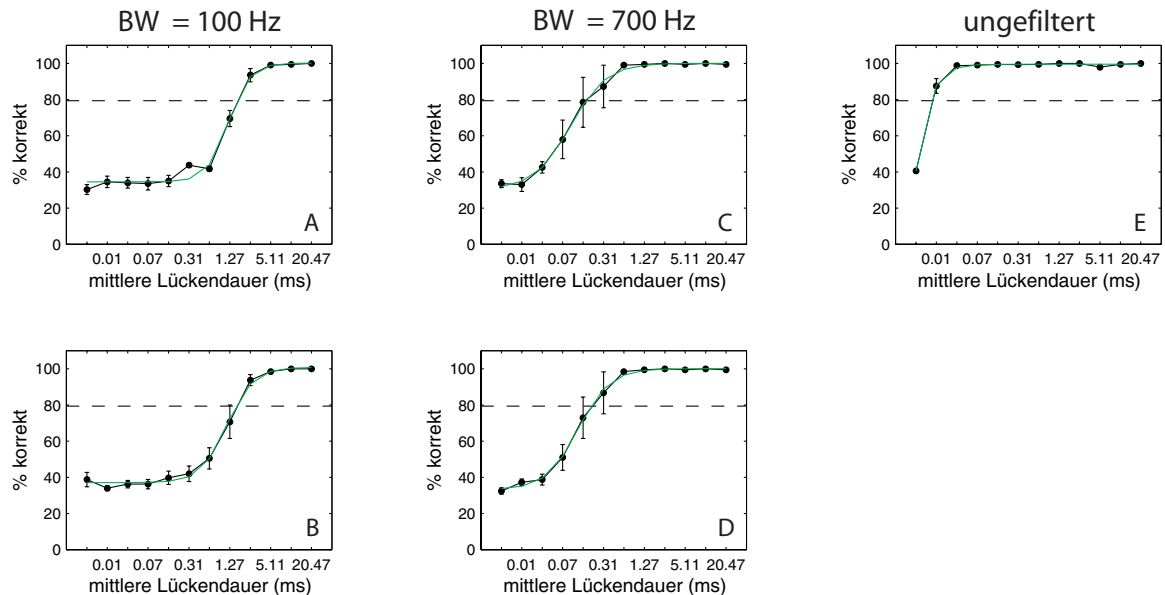 BW = 100 Hz
BW = 700 Hz
ungefiltert
100
80
60
40
20
0
% korrekt
A
0.01 0.07 0.31 1.27 5.11 20.47
mittlere Lückendauer (ms)
100
80
60
40
20
0
% korrekt
C
0.01 0.07 0.31 1.27 5.11 20.47
mittlere Lückendauer (ms)
100
80
60
40
20
0
% korrekt
E
0.01 0.07 0.31 1.27 5.11 20.47
mittlere Lückendauer (ms)
100
80
60
40
20
0
% korrekt
B
0.01 0.07 0.31 1.27 5.11 20.47
mittlere Lückendauer (ms)
100
80
60
40
20
0
% korrekt
D
0.01 0.07 0.31 1.27 5.11 20.47
mittlere Lückendauer (ms)